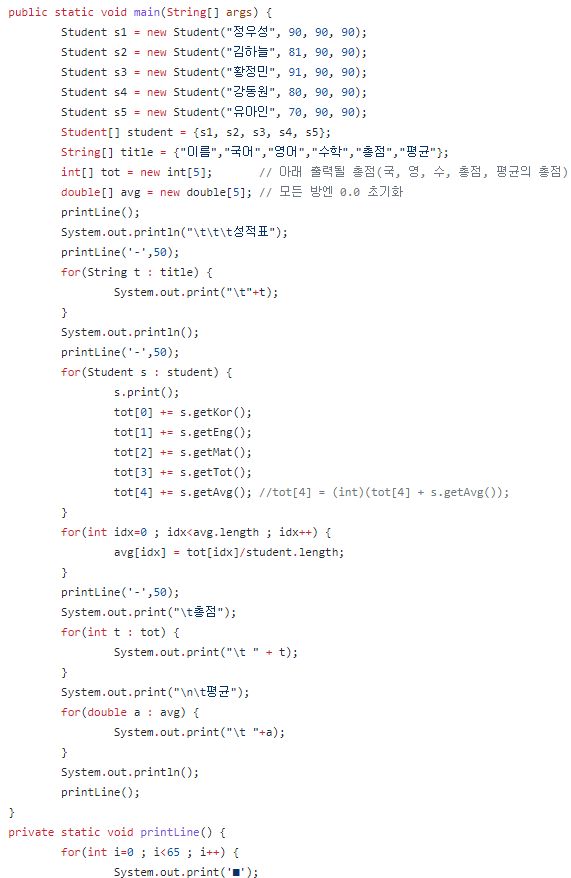 public static void main(String[] args) {
Student s1 = new Student("정우성", 90, 90, 90);
Student s2 = new Student("김하늘", 81, 90, 90);
Student s3 = new Student("황정민", 91, 90, 90);
Student s4 = new Student("강동원", 80, 90, 90);
Student s5 = new Student("유아인", 70, 90, 90);
Student[] student = {s1, s2, s3, s4, s5};
String[] title = {"이름","국어","영어","수학","총점","평균"};
int[] tot = new int[5];       // 아래 출력될 총점(국, 영, 수, 총점, 평균의 총점)
double[] avg = new double[5]; // 모든 방엔 0.0 초기화
printLine();
System.out.println("\t\t\t성적표");
printLine('-',50);
for(String t : title) {
System.out.print("\t"+t);
}
System.out.println();
printLine('-',50);
for(Student s : student) {
s.print();
tot[0] += s.getKor();
tot[1] += s.getEng();
tot[2] += s.getMat();
tot[3] += s.getTot();
tot[4] += s.getAvg(); //tot[4] = (int)(tot[4] + s.getAvg());
}
for(int idx=0 ; idx<avg.length ; idx++) {
avg[idx] = tot[idx]/student.length;
}
printLine('-',50);
System.out.print("\t총점");
for(int t : tot) {
System.out.print("\t " + t);
}
System.out.print("\n\t평균");
for(double a : avg) {
System.out.print("\t "+a);
}
System.out.println();
printLine();
}
private static void printLine() {
for(int i=0 ; i<65 ; i++) {
System.out.print('■');